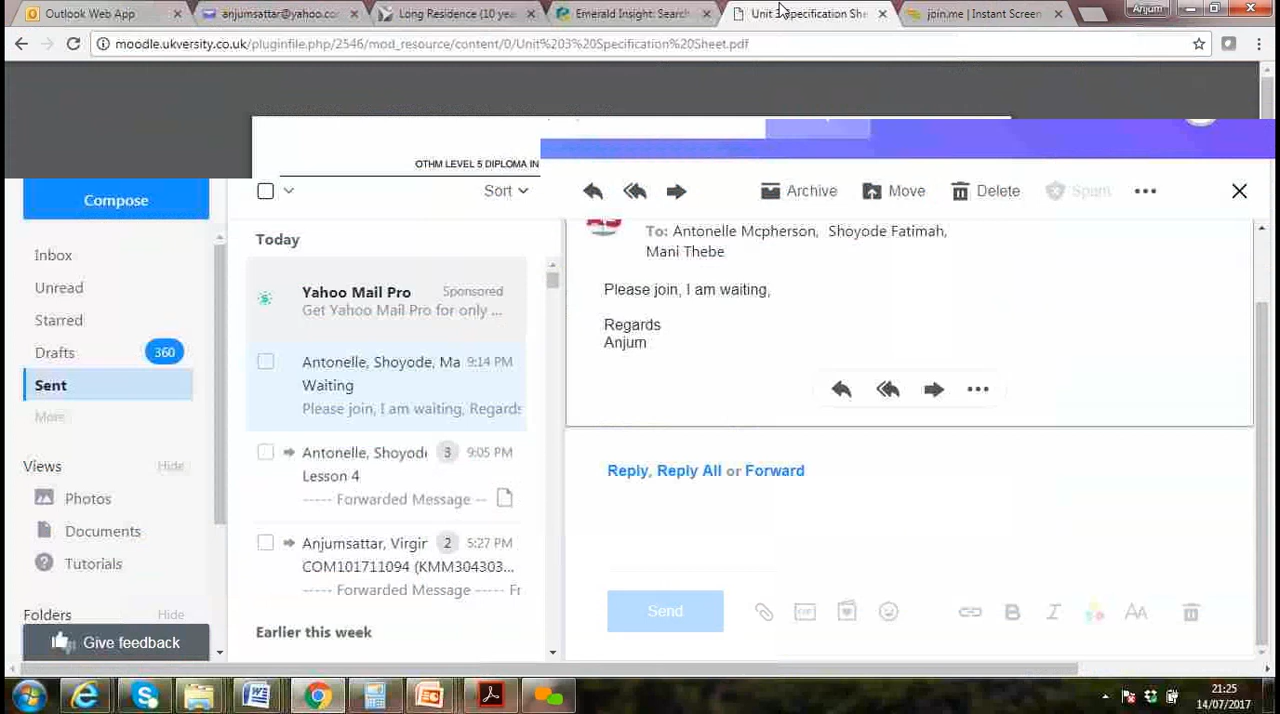 Outlook Web App
anjumsattar@yahoo.co
Long Residence (10 yea
Emerald Insight: Search
Unit 3 Specification She
join.me | Instant Screen
Anjum
moodle.ukversity.co.uk/pluginfile.php/2546/mod_resource/content/0/Unit%203%20Specification%20Sheet.pdf
OTHM LEVEL 5 DIPLOMA IN
Compose
Sort
Archive
Move
Delete
Spam
Inbox
Unread
Starred
Drafts
360
Sent
More
Views
Hide
Photos
Documents
Tutorials
Folders
Hide
Give feedback
Today
Yahoo Mail Pro
Sponsored
Get Yahoo Mail Pro for only ...
Antonelle, Shoyode, Ma 9:14 PM
Waiting
Please join, I am waiting, Regards
Antonelle, Shoyode 3 9:05 PM
Lesson 4
----- Forwarded Message --
Anjumsattar, Virgir 2 5:27 PM
COM101711094 (KMM304303...
----- Forwarded Message ----- Fr
Earlier this week
To: Antonelle Mcpherson, Shoyode Fatimah,
Mani Thebe
Please join, I am waiting,
Regards
Anjum
Reply, Reply All or Forward
Send
GIF
B
I
AA
21:25
14/07/2017